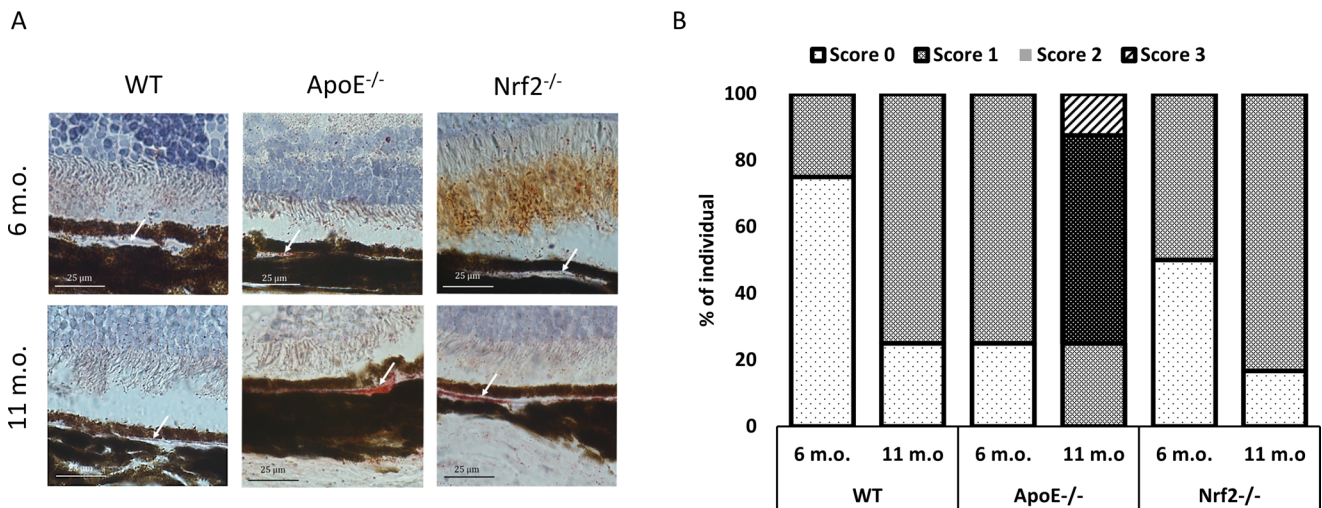 A
WT ApoE-/- Nrf2-/-
6 m.o.
25 µm 25 µm 25 µm
11 m.o.
25 µm 25 µm 25 µm
B
Score 0 Score 1 Score 2 Score 3
% of individual
100
80
60
40
20
0
6 m.o. 11 m.o 6 m.o. 11 m.o 6 m.o. 11 m.o
WT ApoE-/- Nrf2-/-